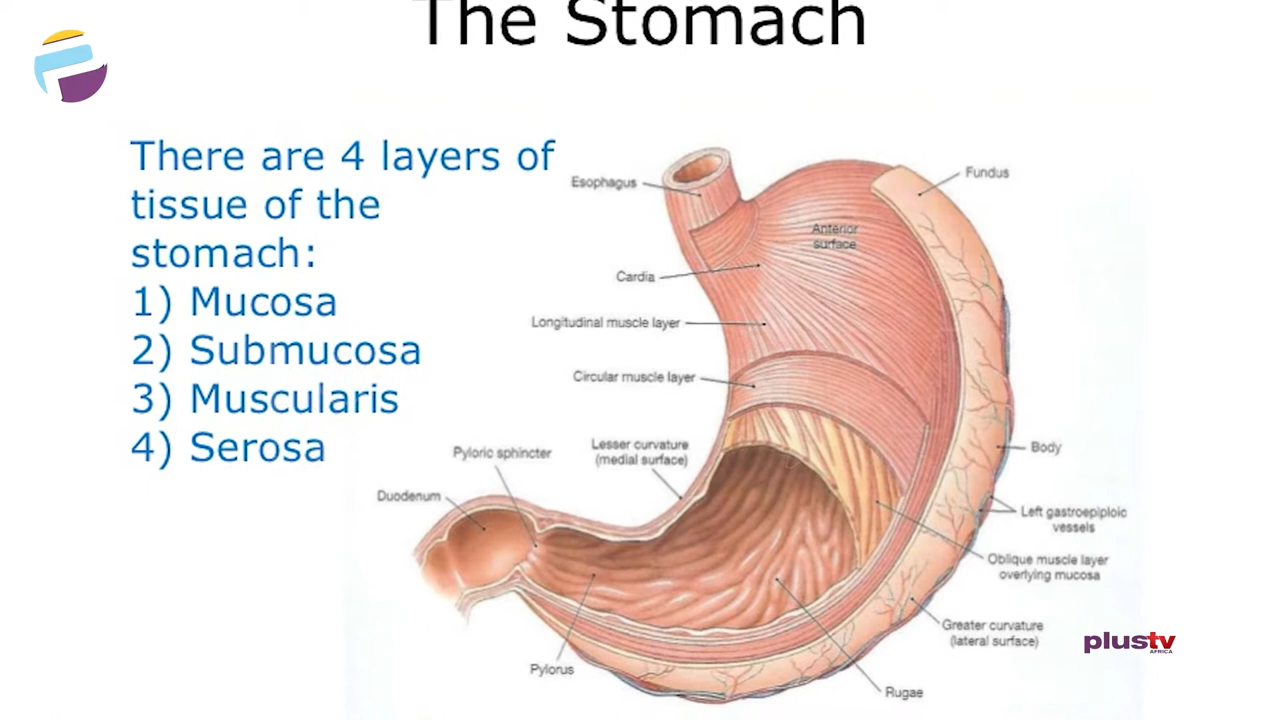 The Stomach
There are 4 layers of
tissue of the
stomach:
1) Mucosa
2) Submucosa
3) Muscularis
4) Serosa
Esophagus
Fundus
Anterior
surface
Cardia
Longitudinal muscle layer
Circular muscle layer
Lesser curvature
(medial surface)
Pyloric sphincter
Body
Duodenum
Left gastroepiploic
vessels
Oblique muscle layer
overlying mucosa
Greater curvature
(lateral surface)
Pylorus
Rugae
plustv
AFRICA